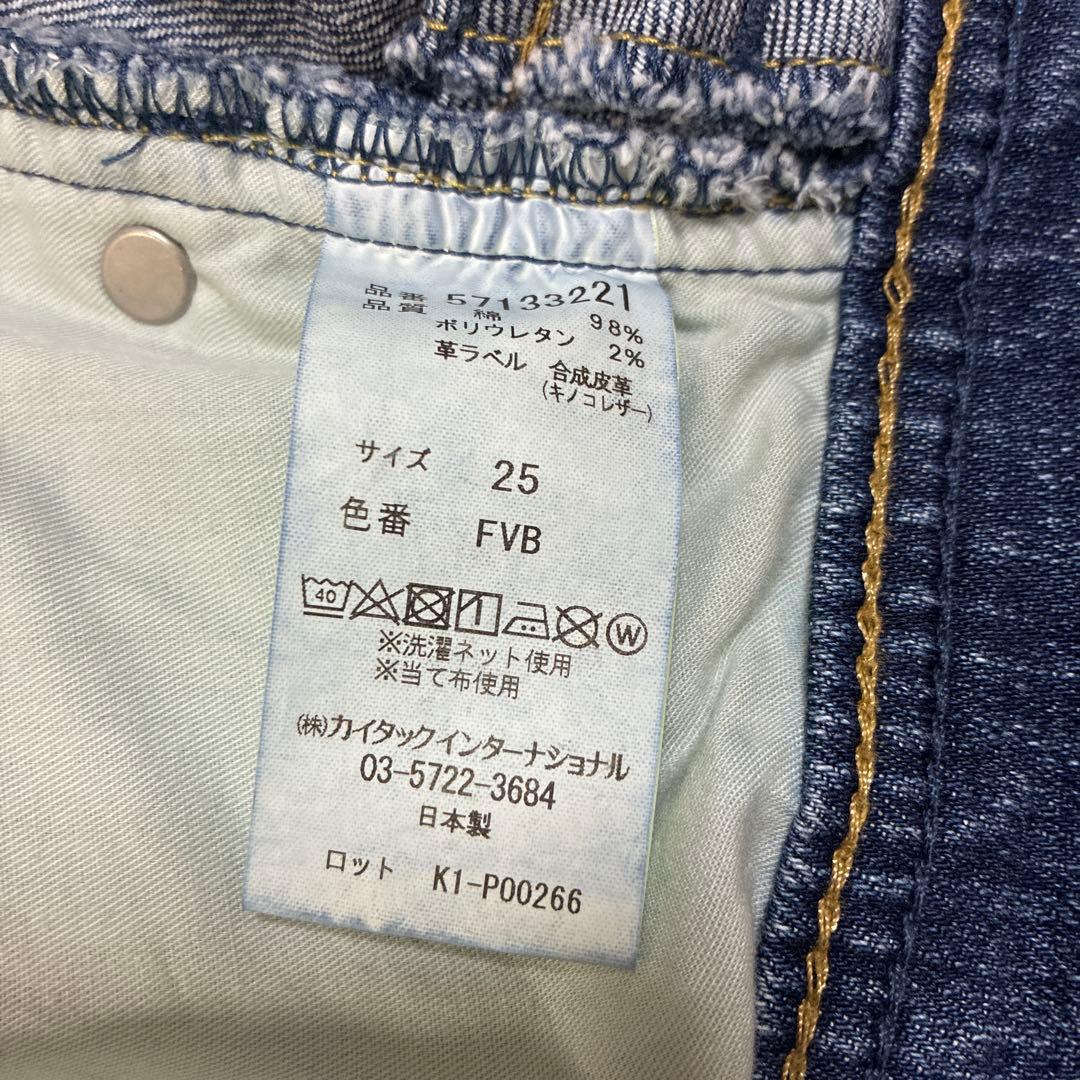 品番 57133221
品質 綿 98%
ポリウレタン 2%
革ラベル 合成皮革
(キノコレザー)
サイズ 25
色番 FVB
40 W
※洗濯ネット使用
※当て布使用
(株)カイタックインターナショナル
03-5722-3684
日本製
ロット K1-P00266